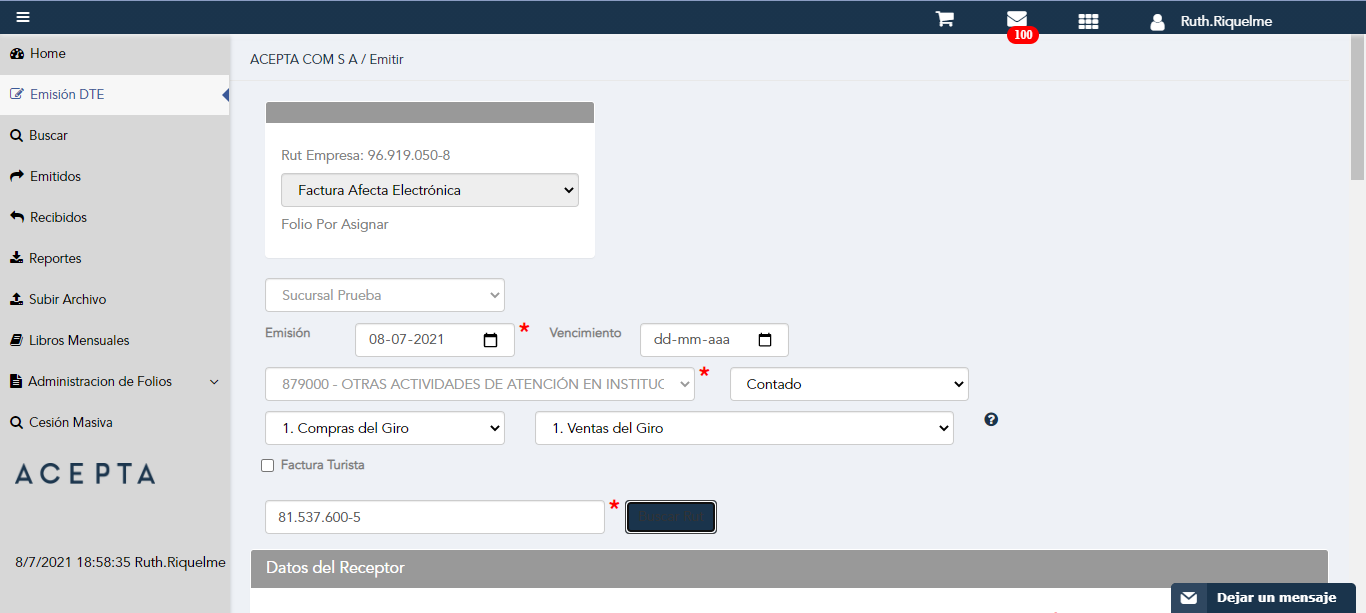 100
Ruth.Riquelme
Home
Emisión DTE
Buscar
Emitidos
Recibidos
Reportes
Subir Archivo
Libros Mensuales
Administracion de Folios
Cesión Masiva
ACEPTA
8/7/2021 18:58:35 Ruth.Riquelme
ACEPTA COM S A / Emitir
Rut Empresa: 96.919.050-8
Factura Afecta Electrónica
Folio Por Asignar
Sucursal Prueba
Emisión 08-07-2021 * Vencimiento dd-mm-aaa
879000 - OTRAS ACTIVIDADES DE ATENCIÓN EN INSTITUC * Contado
1. Compras del Giro 1. Ventas del Giro ?
Factura Turista
81.537.600-5 *
Datos del Receptor
Dejar un mensaje